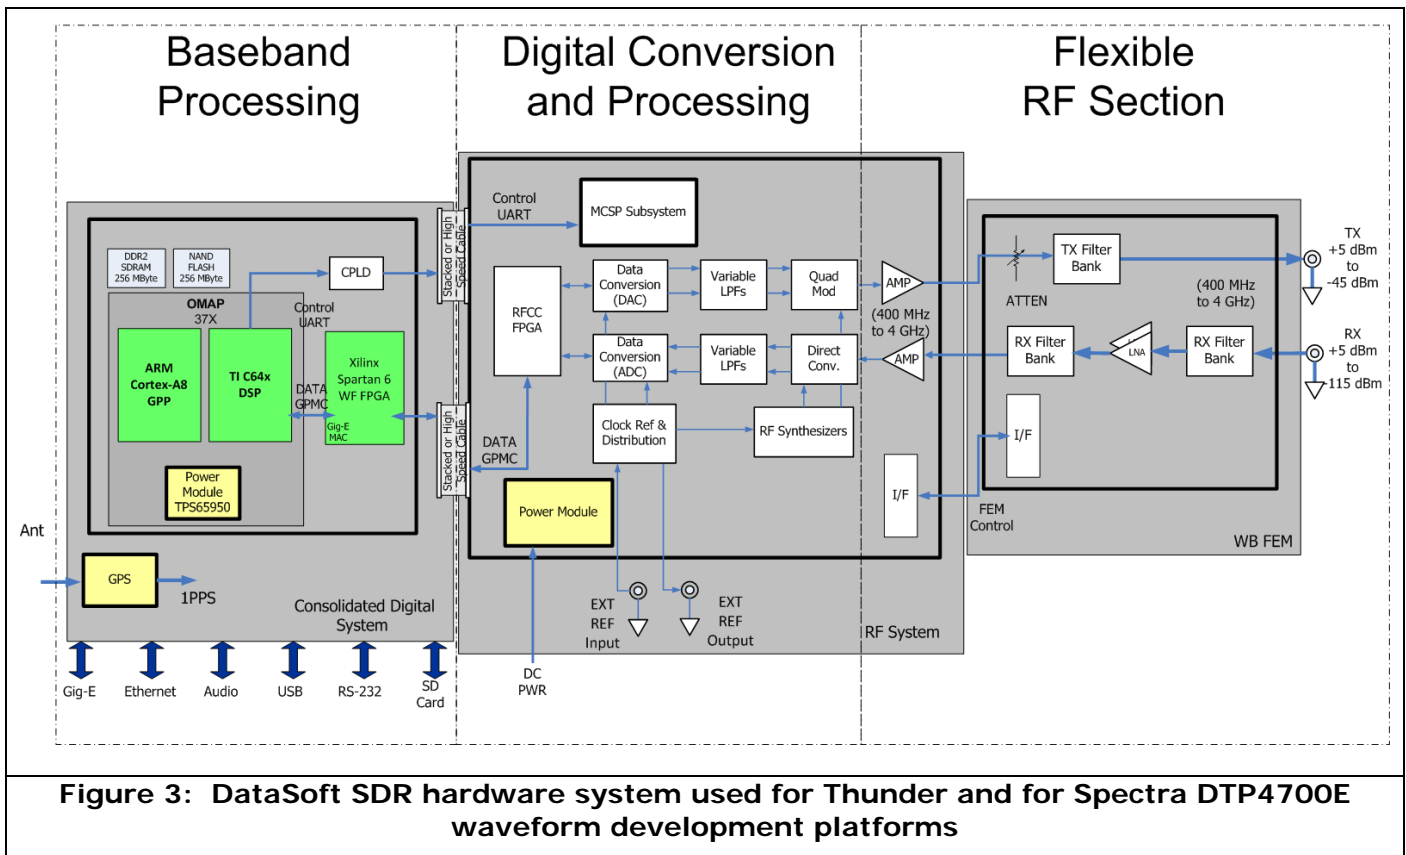 Baseband
Processing
Digital Conversion
and Processing
Flexible
RF Section
DDR2
SDRAM
256 MByte
NAND
FLASH
256 MByte
CPLD
OMAP
37X
Control
UART
ARM
Cortex-A8
GPP
TI C64x
DSP
DATA
GPMC
Xilinx
Spartan 6
WF FPGA
Gig-E
MAC
Power
Module
TPS65950
Ant
GPS
1PPS
Consolidated Digital
System
Gig-E
Ethernet
Audio
USB
RS-232
SD
Card
Stacked or High
Speed Cable
Stacked or High
Speed Cable
Control
UART
MCSP Subsystem
RFCC
FPGA
Data
Conversion
(DAC)
Variable
LPFs
Quad
Mod
AMP
(400 MHz
to 4 GHz)
Data
Conversion
(ADC)
Variable
LPFs
Direct
Conv.
AMP
Clock Ref &
Distribution
RF Synthesizers
DATA
GPMC
Power Module
I/F
EXT
REF
Input
EXT
REF
Output
RF System
DC
PWR
ATTEN
TX Filter
Bank
(400 MHz
to 4 GHz)
RX Filter
Bank
LNA
RX Filter
Bank
I/F
FEM
Control
WB FEM
TX
+5 dBm
to
-45 dBm
RX
+5 dBm
to
-115 dBm
Figure 3: DataSoft SDR hardware system used for Thunder and for Spectra DTP4700E
waveform development platforms